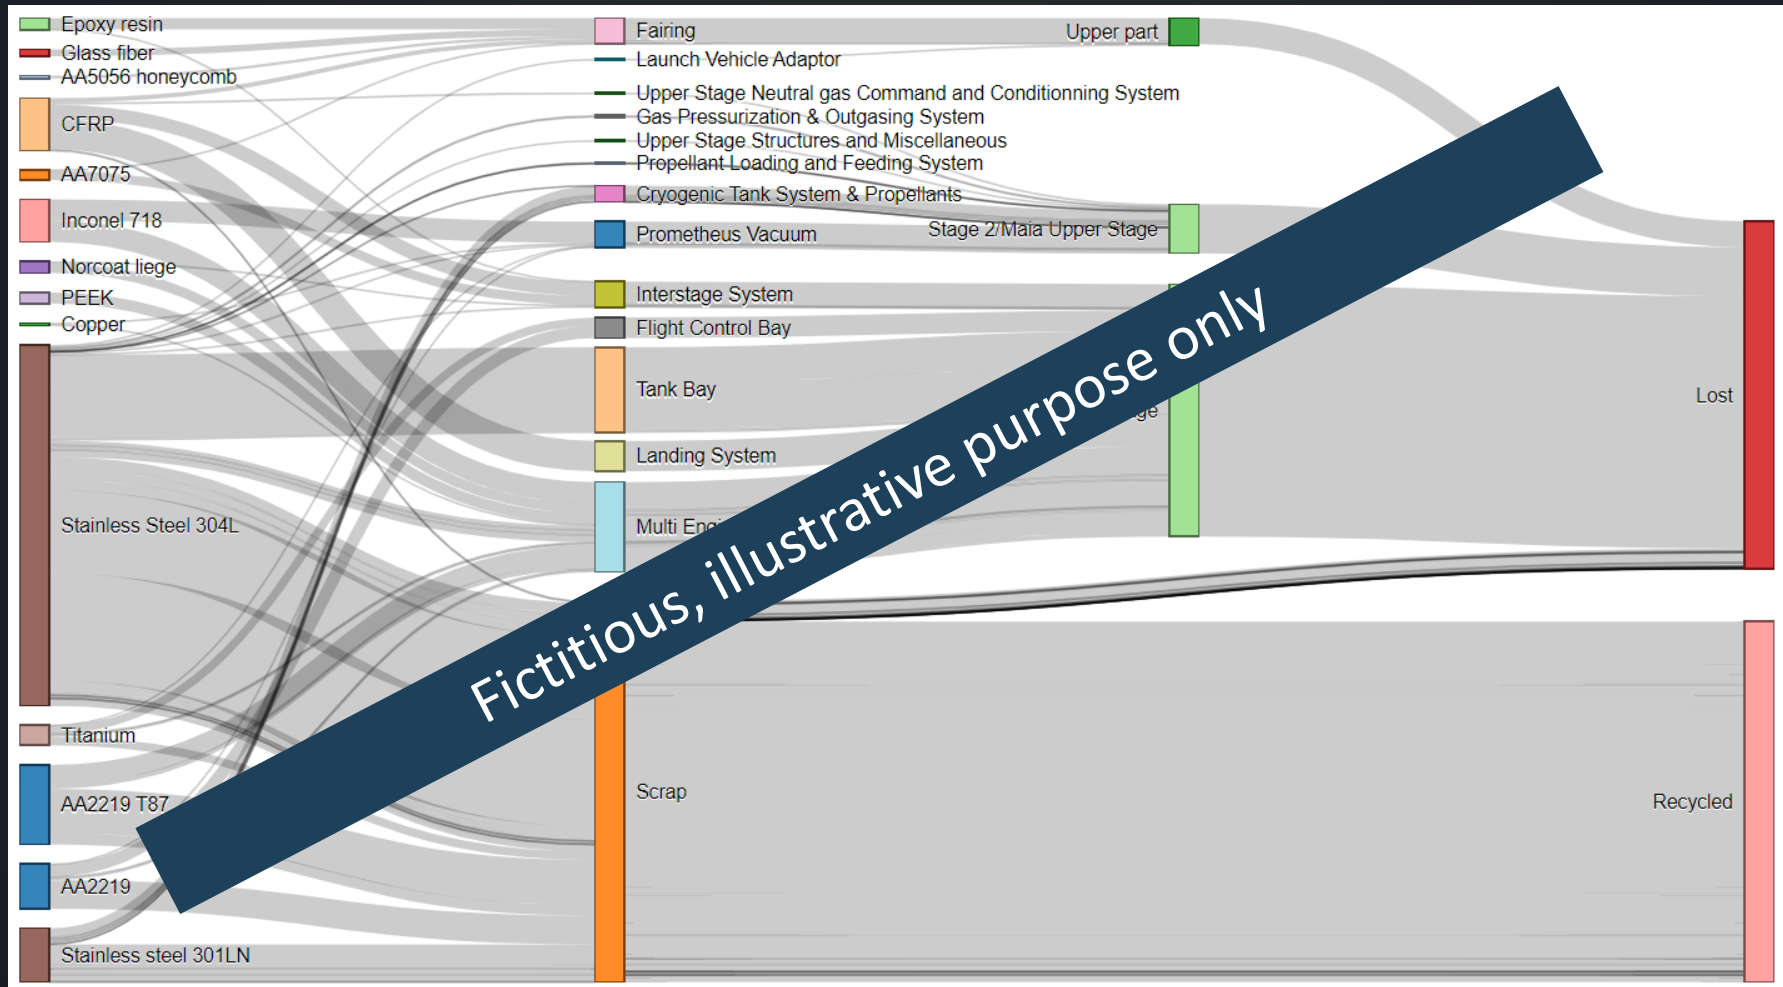 Epoxy resin
Glass fiber
AA5056 honeycomb
CFRP
AA7075
Inconel 718
Norcoat liege
PEEK
Copper
Stainless Steel 304L
Titanium
AA2219 T87
AA2219
Stainless steel 301LN
Fairing
Launch Vehicle Adaptor
Upper Stage Neutral gas Command and Conditionning System
Gas Pressurization & Outgasing System
Upper Stage Structures and Miscellaneous
Propellant Loading and Feeding System
Cryogenic Tank System & Propellants
Prometheus Vacuum
Interstage System
Flight Control Bay
Tank Bay
Landing System
Multi
Scrap
Upper part
Stage 2/Maia Upper Stage
Lost
Recycled
Fictitious, illustrative purpose only